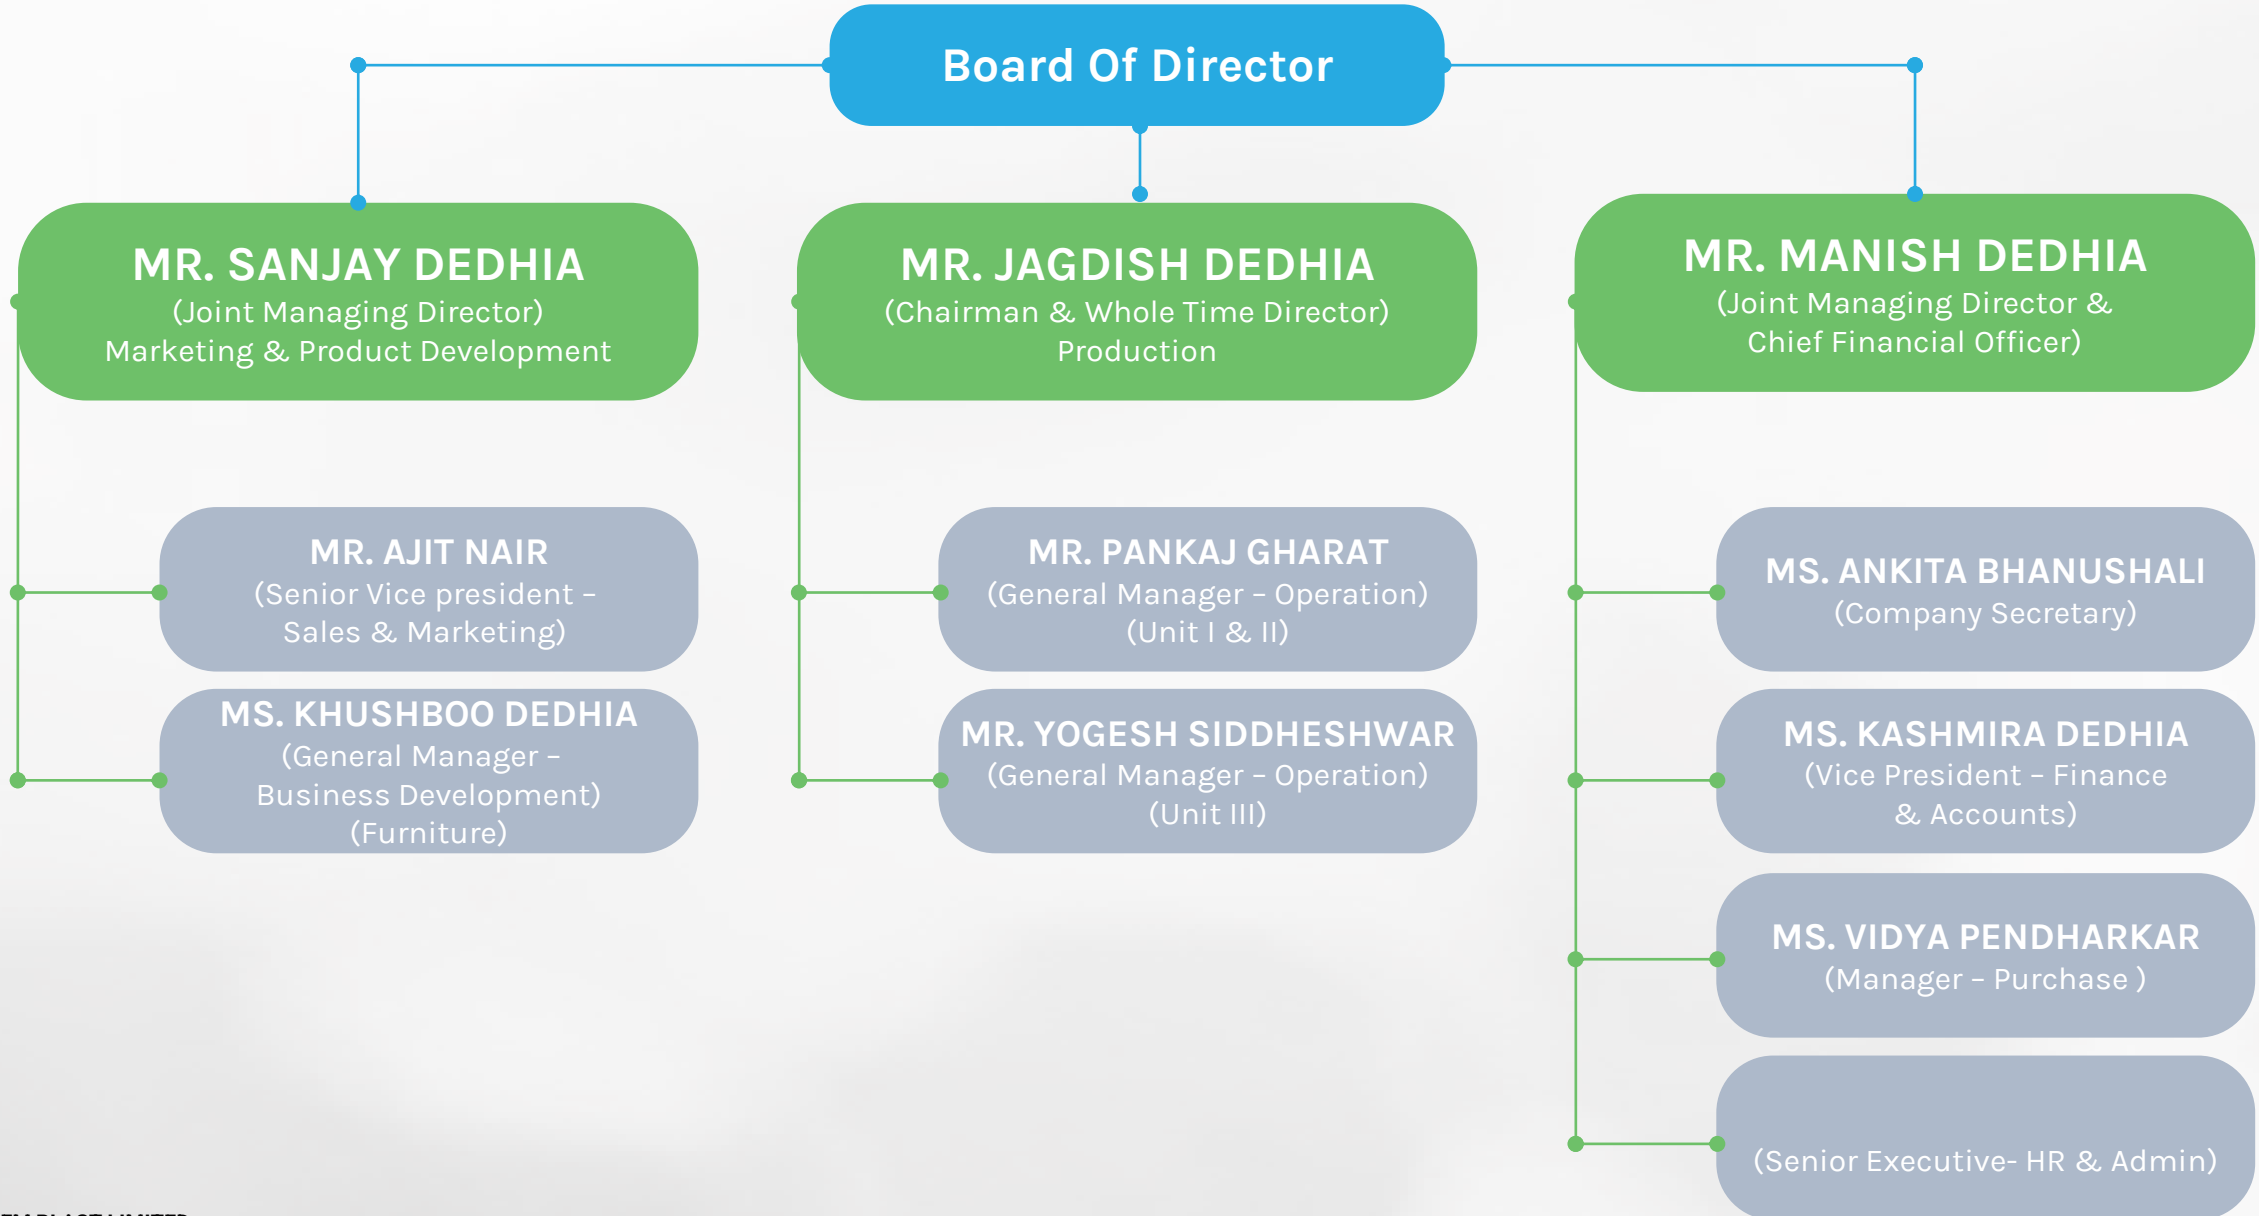 Board Of Director
MR. SANJAY DEDHIA
(Joint Managing Director)
Marketing & Product Development
MR. JAGDISH DEDHIA
(Chairman & Whole Time Director)
Production
MR. MANISH DEDHIA
(Joint Managing Director &
Chief Financial Officer)
MR. AJIT NAIR
(Senior Vice president –
Sales & Marketing)
MS. KHUSHBOO DEDHIA
(General Manager –
Business Development)
(Furniture)
MR. PANKAJ GHARAT
(General Manager – Operation)
(Unit I & II)
MR. YOGESH SIDDHESHWAR
(General Manager – Operation)
(Unit III)
MS. ANKITA BHANUSHALI
(Company Secretary)
MS. KASHMIRA DEDHIA
(Vice President – Finance
& Accounts)
MS. VIDYA PENDHARKAR
(Manager – Purchase )
(Senior Executive- HR & Admin)